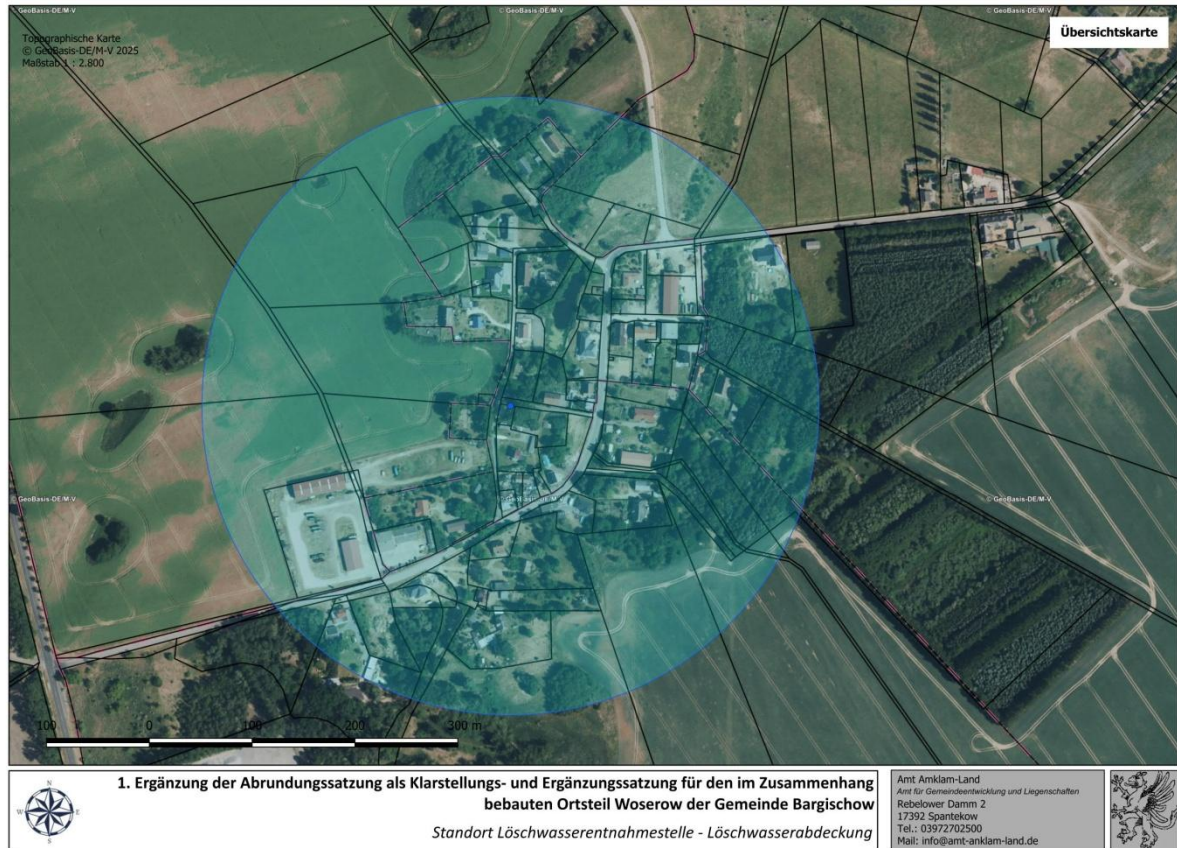 © GeoBasis-DE/M-V
© GeoBasis-DE/M-V
© GeoBasis-DE/M-V
Topographische Karte
© GeoBasis-DE/M-V 2025
Maßstab 1 : 2.800
Übersichtskarte
© GeoBasis-DE/M-V
© GeoBasis-DE/M-V
© GeoBasis-DE/M-V
100 0 100 200 300 m
1. Ergänzung der Abrundungssatzung als Klarstellungs- und Ergänzungssatzung für den im Zusammenhang
bebauten Ortsteil Woserow der Gemeinde Bargischow
Standort Löschwasserentnahmestelle - Löschwasserabdeckung
N
W E
S
Amt Amklam-Land
Amt für Gemeindeentwicklung und Liegenschaften
Rebelower Damm 2
17392 Spantekow
Tel.: 03972702500
Mail: info@amt-anklam-land.de